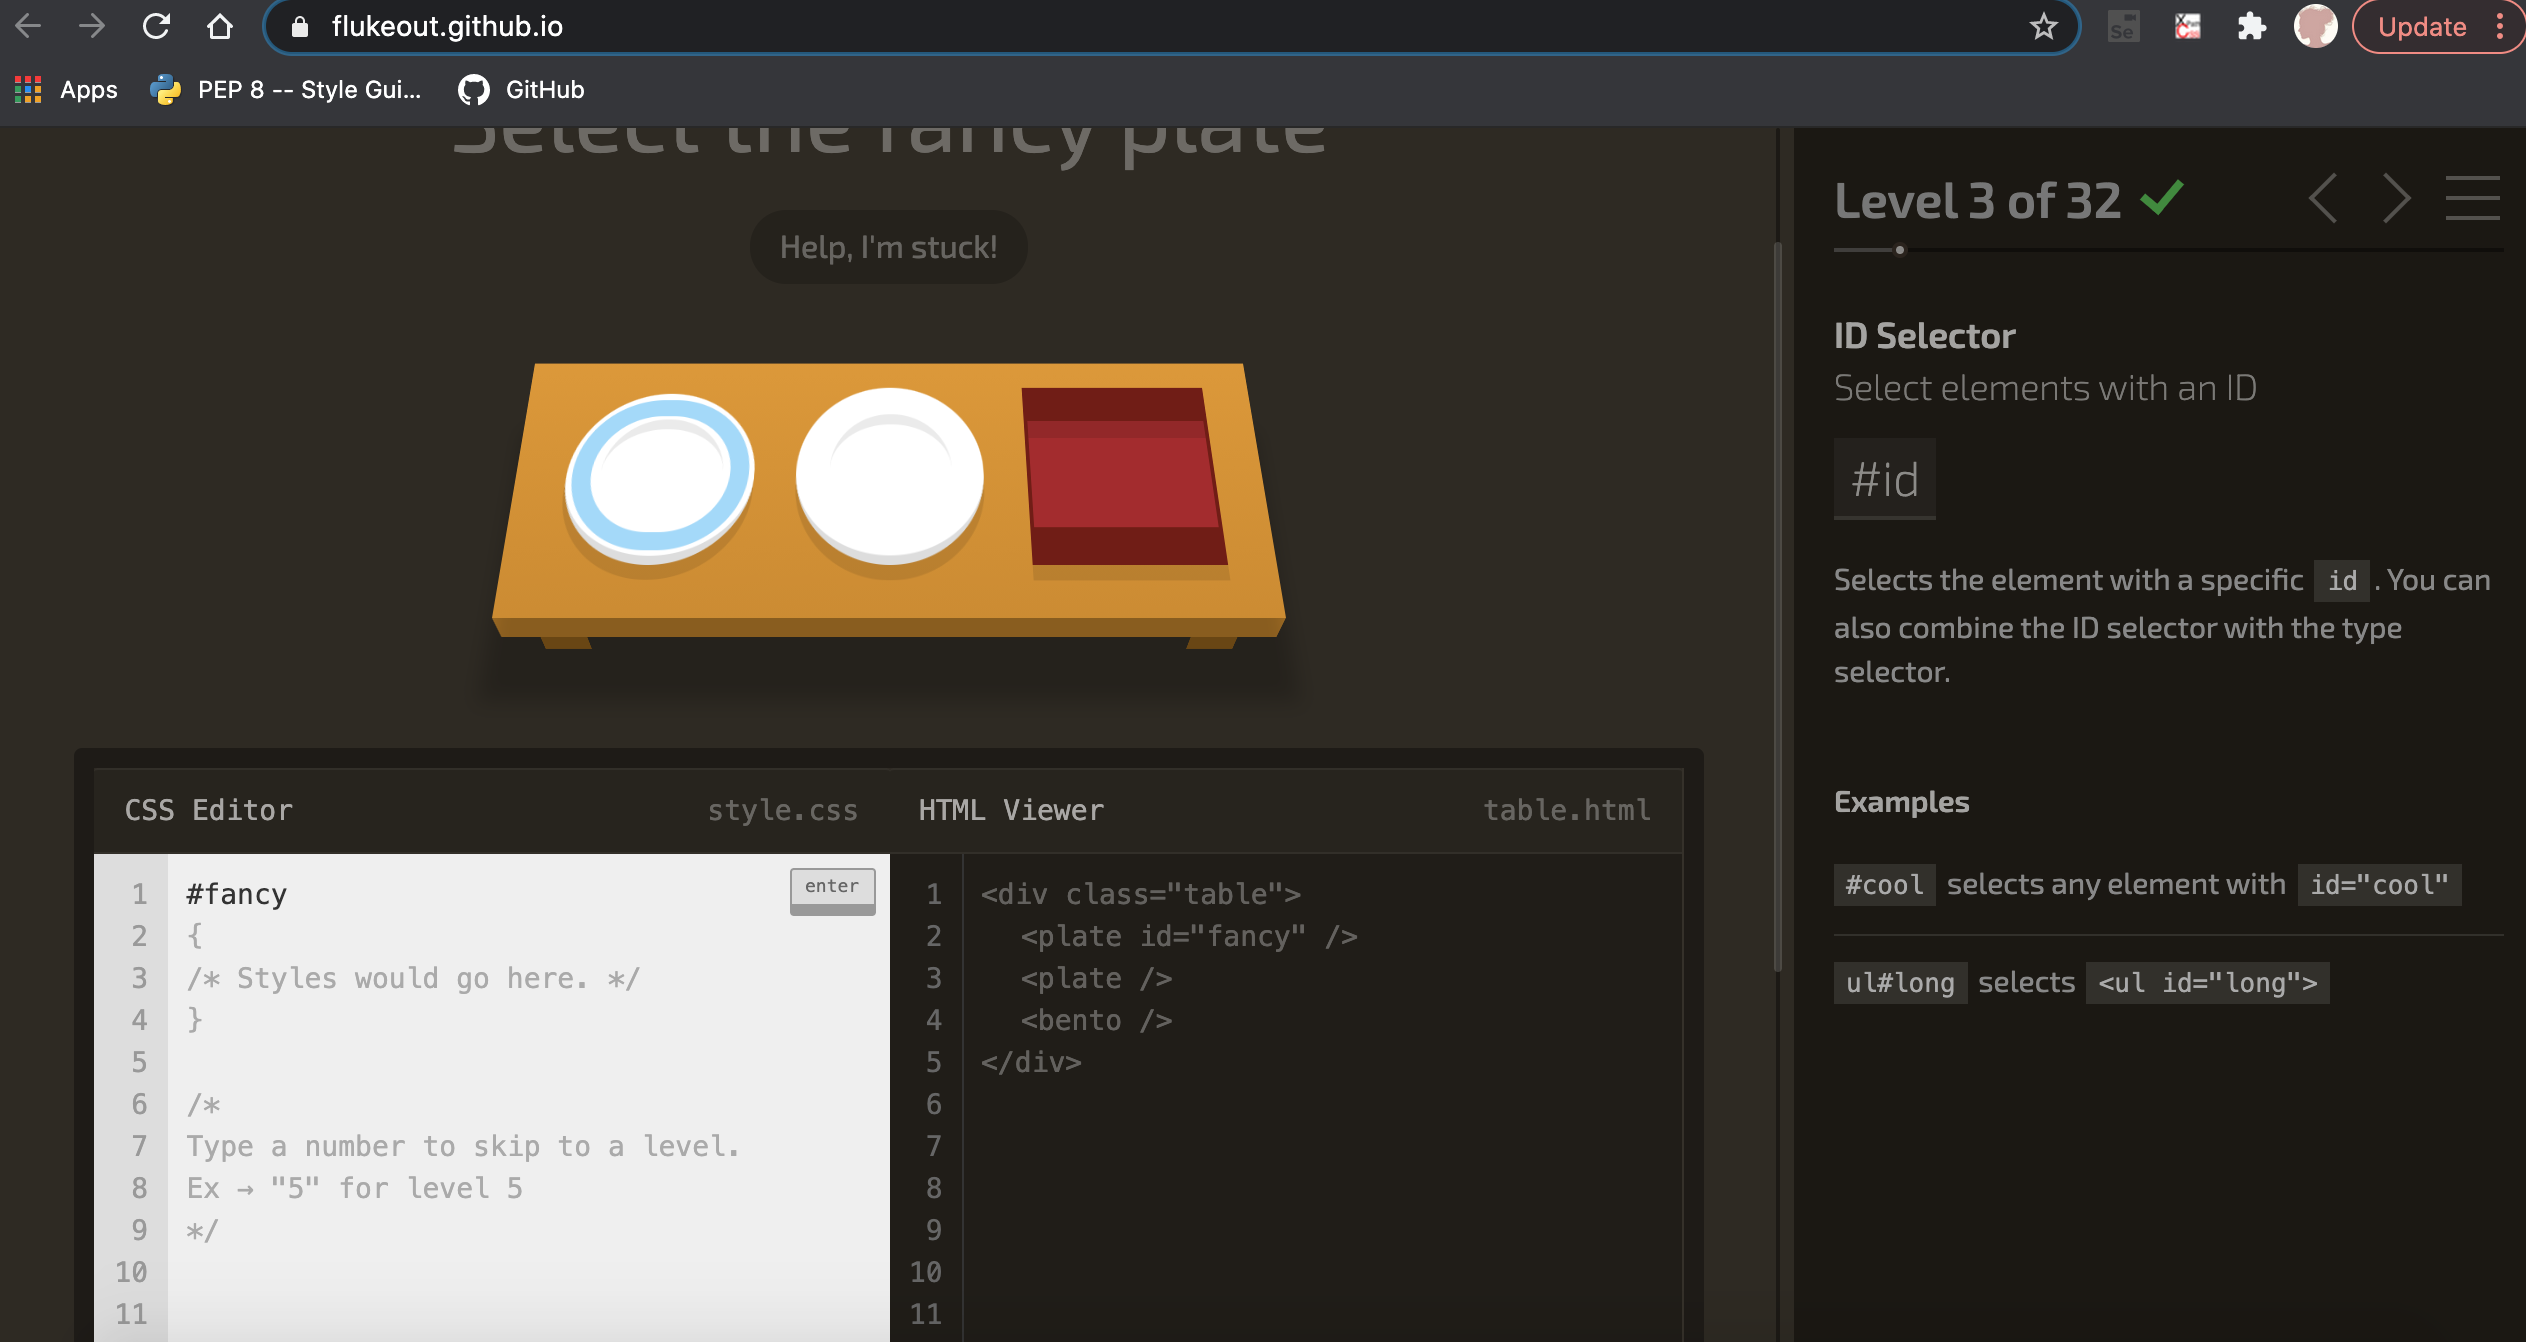 flukeout.github.io
Se
Update
Apps
PEP 8 -- Style Gui...
GitHub
Select the fancy plate
Help, I'm stuck!
CSS Editor
style.css
HTML Viewer
table.html
1 #fancy
enter
2 {
3 /* Styles would go here. */
4 }
5
6 /*
7 Type a number to skip to a level.
8 Ex → "5" for level 5
9 */
10
11
1 <div class="table">
2 <plate id="fancy" />
3 <plate />
4 <bento />
5 </div>
6
7
8
9
10
11
Level 3 of 32
ID Selector
Select elements with an ID
#id
Selects the element with a specific id . You can
also combine the ID selector with the type
selector.
Examples
#cool selects any element with id="cool"
ul#long selects <ul id="long">